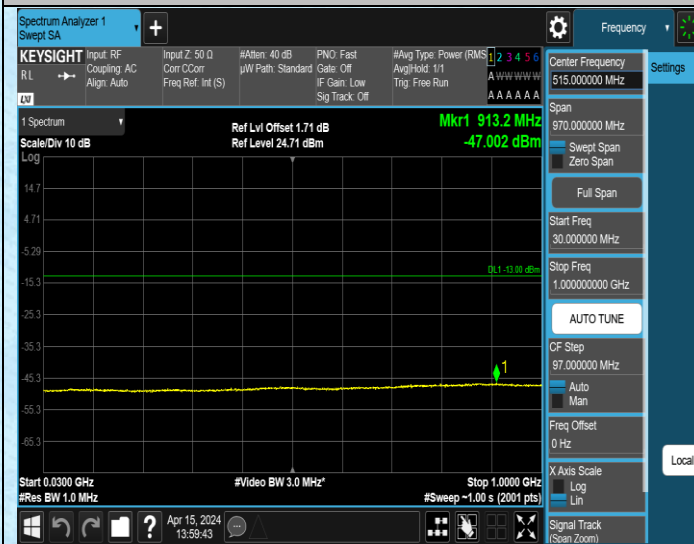 Spectrum Analyzer 1
Swept SA
Frequency
KEYSIGHT
RL
LXI
Input: RF
Coupling: AC
Align: Auto
Input Z: 50 Ω
Corr CCorr
Freq Ref: Int (S)
#Atten: 40 dB
µW Path: Standard
PNO: Fast
Gate: Off
IF Gain: Low
Sig Track: Off
#Avg Type: Power (RMS
Avg|Hold: 1/1
Trig: Free Run
1 2 3 4 5 6
A W W W W W
A A A A A A
1 Spectrum
Scale/Div 10 dB
Log
Ref Lvl Offset 1.71 dB
Ref Level 24.71 dBm
Mkr1 913.2 MHz
-47.002 dBm
14.7
4.71
-5.29
-15.3
-25.3
-35.3
-45.3
-55.3
-65.3
DL1 -13.00 dBm
1
Start 0.0300 GHz
#Res BW 1.0 MHz
#Video BW 3.0 MHz*
Stop 1.0000 GHz
#Sweep ~1.00 s (2001 pts)
Apr 15, 2024
13:59:43
Center Frequency
515.000000 MHz
Span
970.000000 MHz
Swept Span
Zero Span
Full Span
Start Freq
30.000000 MHz
Stop Freq
1.000000000 GHz
AUTO TUNE
CF Step
97.000000 MHz
Auto
Man
Freq Offset
0 Hz
X Axis Scale
Log
Lin
Signal Track
(Span Zoom)
Settings
Local